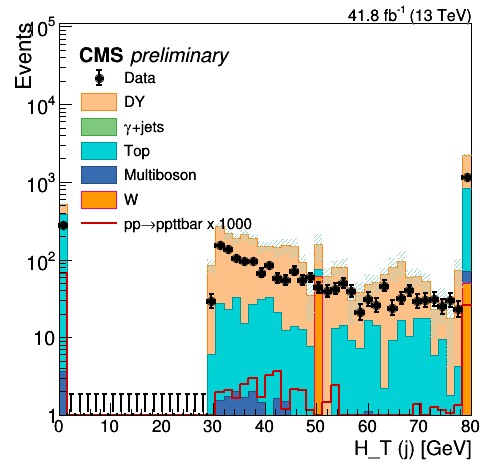 41.8 fb⁻¹ (13 TeV)
Events
CMS preliminary
Data
DY
γ+jets
Top
Multiboson
W
pp→ppttbar x 1000
10⁵
10⁴
10³
10²
10
1
0 10 20 30 40 50 60 70 80
H_T (j) [GeV]